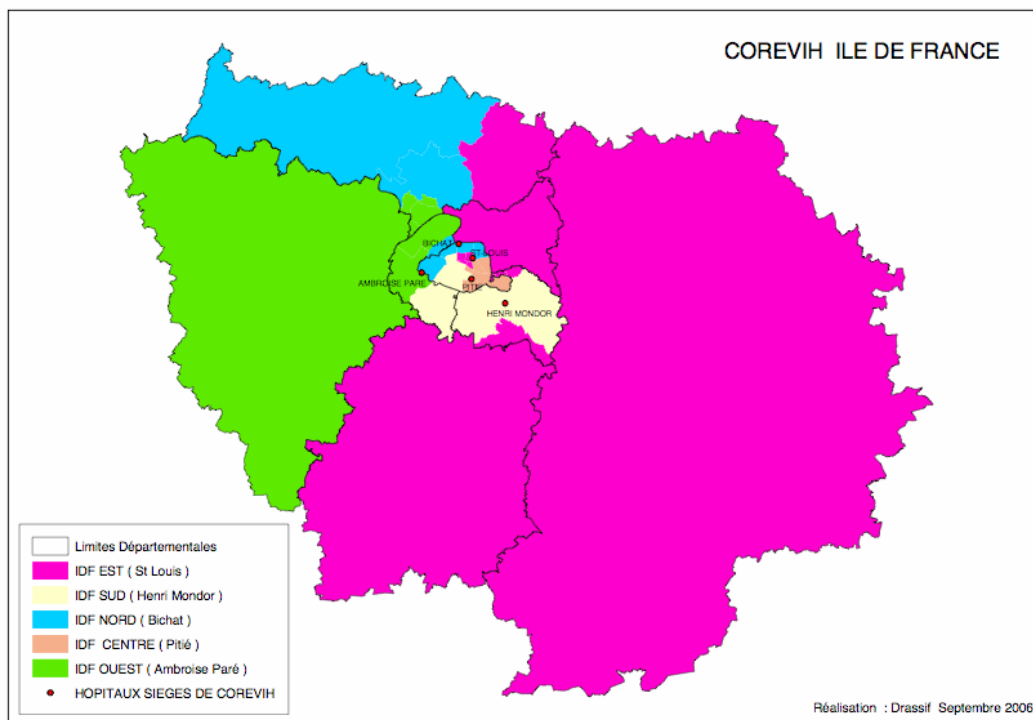 COREVIH ILE DE FRANCE
BICHAT
ST LOUIS
AMBROISE PARE
PITIE
HENRI MONDOR
Limites Départementales
IDF EST ( St Louis )
IDF SUD ( Henri Mondor )
IDF NORD ( Bichat )
IDF CENTRE ( Pitié )
IDF OUEST ( Ambroise Paré )
HOPITAUX SIEGES DE COREVIH
Réalisation : Drassif Septembre 2006